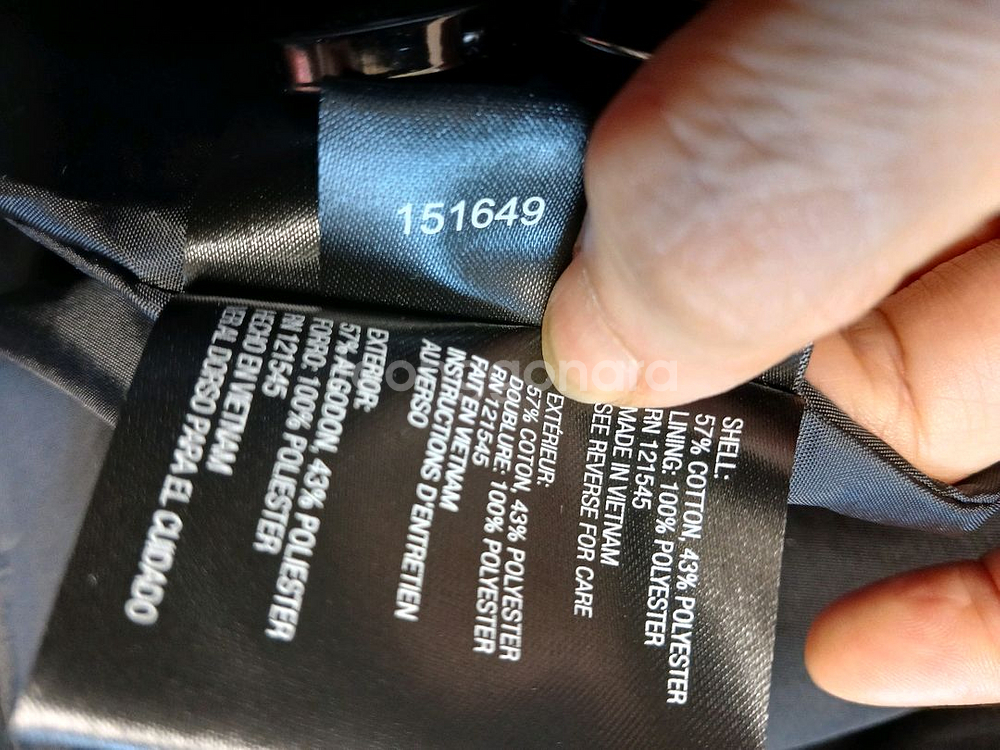 151649
SHELL:
57% COTTON, 43% POLYESTER
LINING: 100% POLYESTER
RN 121545
MADE IN VIETNAM
SEE REVERSE FOR CARE
EXTÉRIEUR:
57% COTON, 43% POLYESTER
DOUBLURE: 100% POLYESTER
RN 121545
FAIT EN VIETNAM
INSTRUCTIONS D'ENTRETIEN
AU VERSO
EXTERIOR:
57% ALGODON, 43% POLIESTER
FORRO: 100% POLIESTER
RN 121545
HECHO EN VIETNAM
VER AL DORSO PARA EL CUIDADO